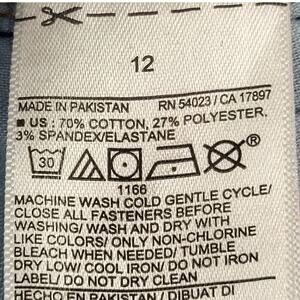 12
MADE IN PAKISTAN RN 54023 / CA 17897
■ US : 70% COTTON, 27% POLYESTER,
3% SPANDEX/ELASTANE
30 ®
1166
MACHINE WASH COLD GENTLE CYCLE/
CLOSE ALL FASTENERS BEFORE
WASHING/ WASH AND DRY WITH
LIKE COLORS/ ONLY NON-CHLORINE
BLEACH WHEN NEEDED/ TUMBLE
DRY LOW/ COOL IRON/ DO NOT IRON
LABEL/ DO NOT DRY CLEAN
HECHO EN PAKISTAN / DIBUAT DI